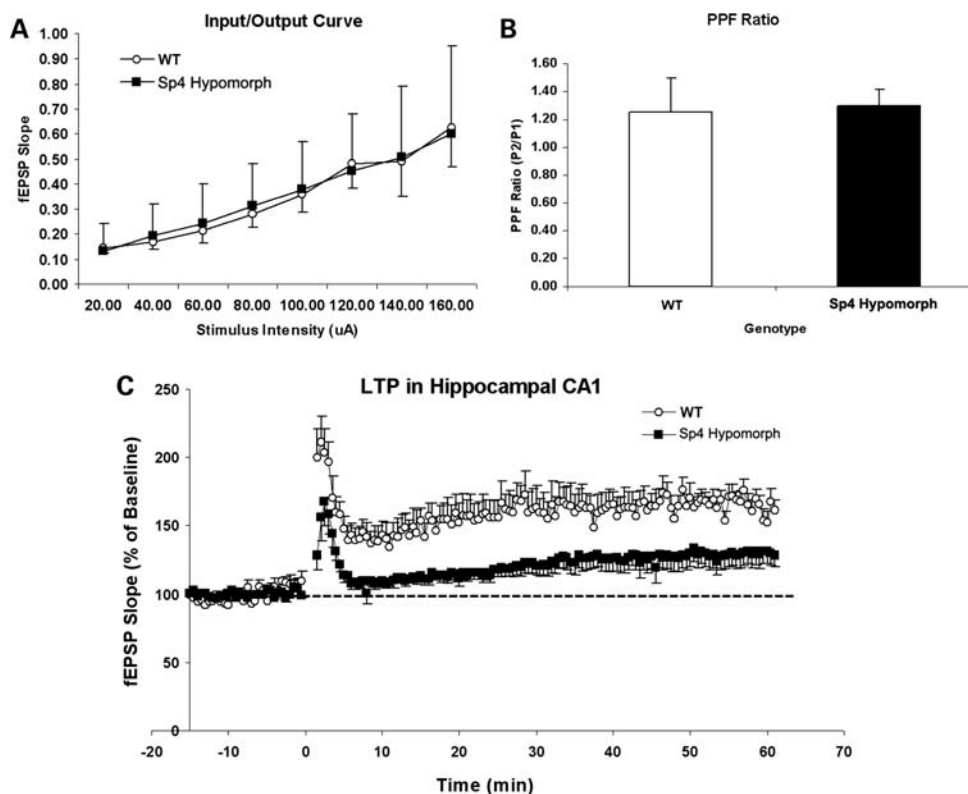 A
Input/Output Curve
1.00
0.90
0.80
0.70
0.60
0.50
0.40
0.30
0.20
0.10
0.00
fEPSP Slope
WT
Sp4 Hypomorph
20.00 40.00 60.00 80.00 100.00 120.00 140.00 160.00
Stimulus Intensity (uA)
B
PPF Ratio
1.60
1.40
1.20
1.00
0.80
0.60
0.40
0.20
0.00
PPF Ratio (P2/P1)
WT Sp4 Hypomorph
Genotype
C
LTP in Hippocampal CA1
250
200
150
100
50
0
fEPSP Slope (% of Baseline)
WT
Sp4 Hypomorph
-20 -10 0 10 20 30 40 50 60 70
Time (min)